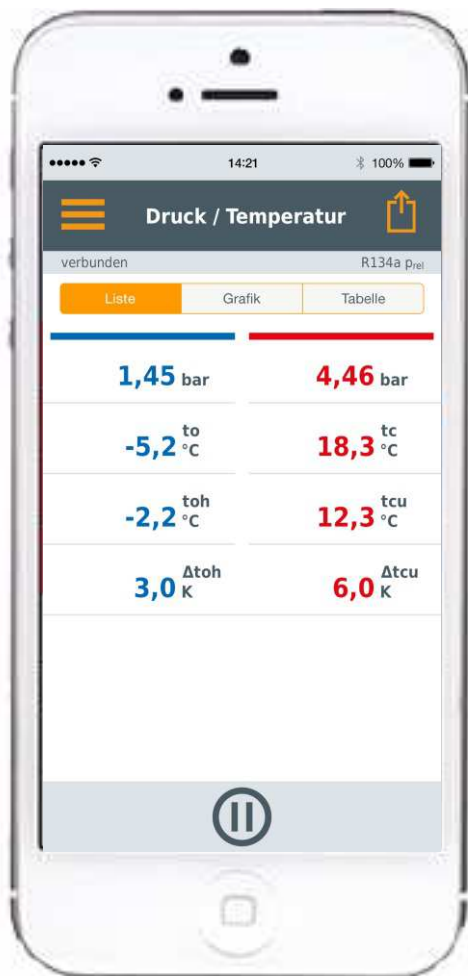 14:21 100%
Druck / Temperatur
verbunden R134a prel
Liste Grafik Tabelle
1,45 bar 4,46 bar
-5,2 to °C 18,3 tc °C
-2,2 toh °C 12,3 tcu °C
3,0 Δtoh K 6,0 Δtcu K